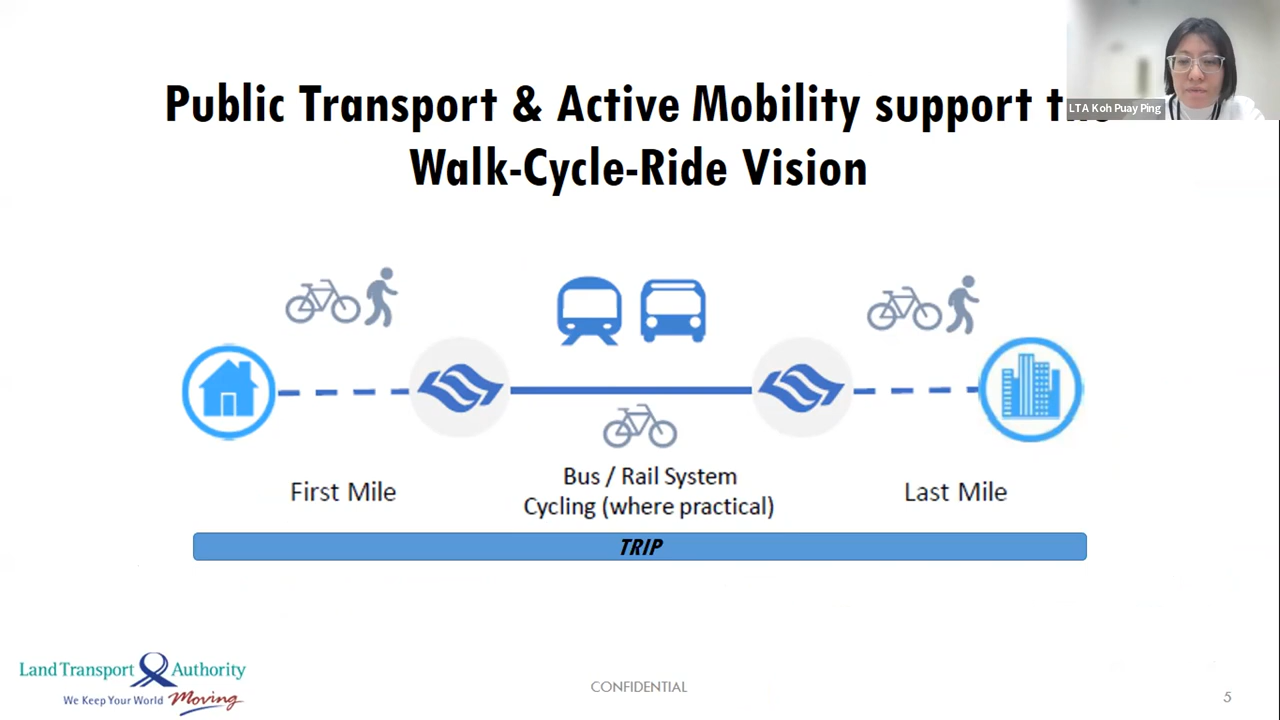 Public Transport & Active Mobility support
Walk-Cycle-Ride Vision
LTA Koh Puay Ping
First Mile
Bus / Rail System
Cycling (where practical)
Last Mile
TRIP
Land Transport Authority
We Keep Your World Moving
CONFIDENTIAL
5